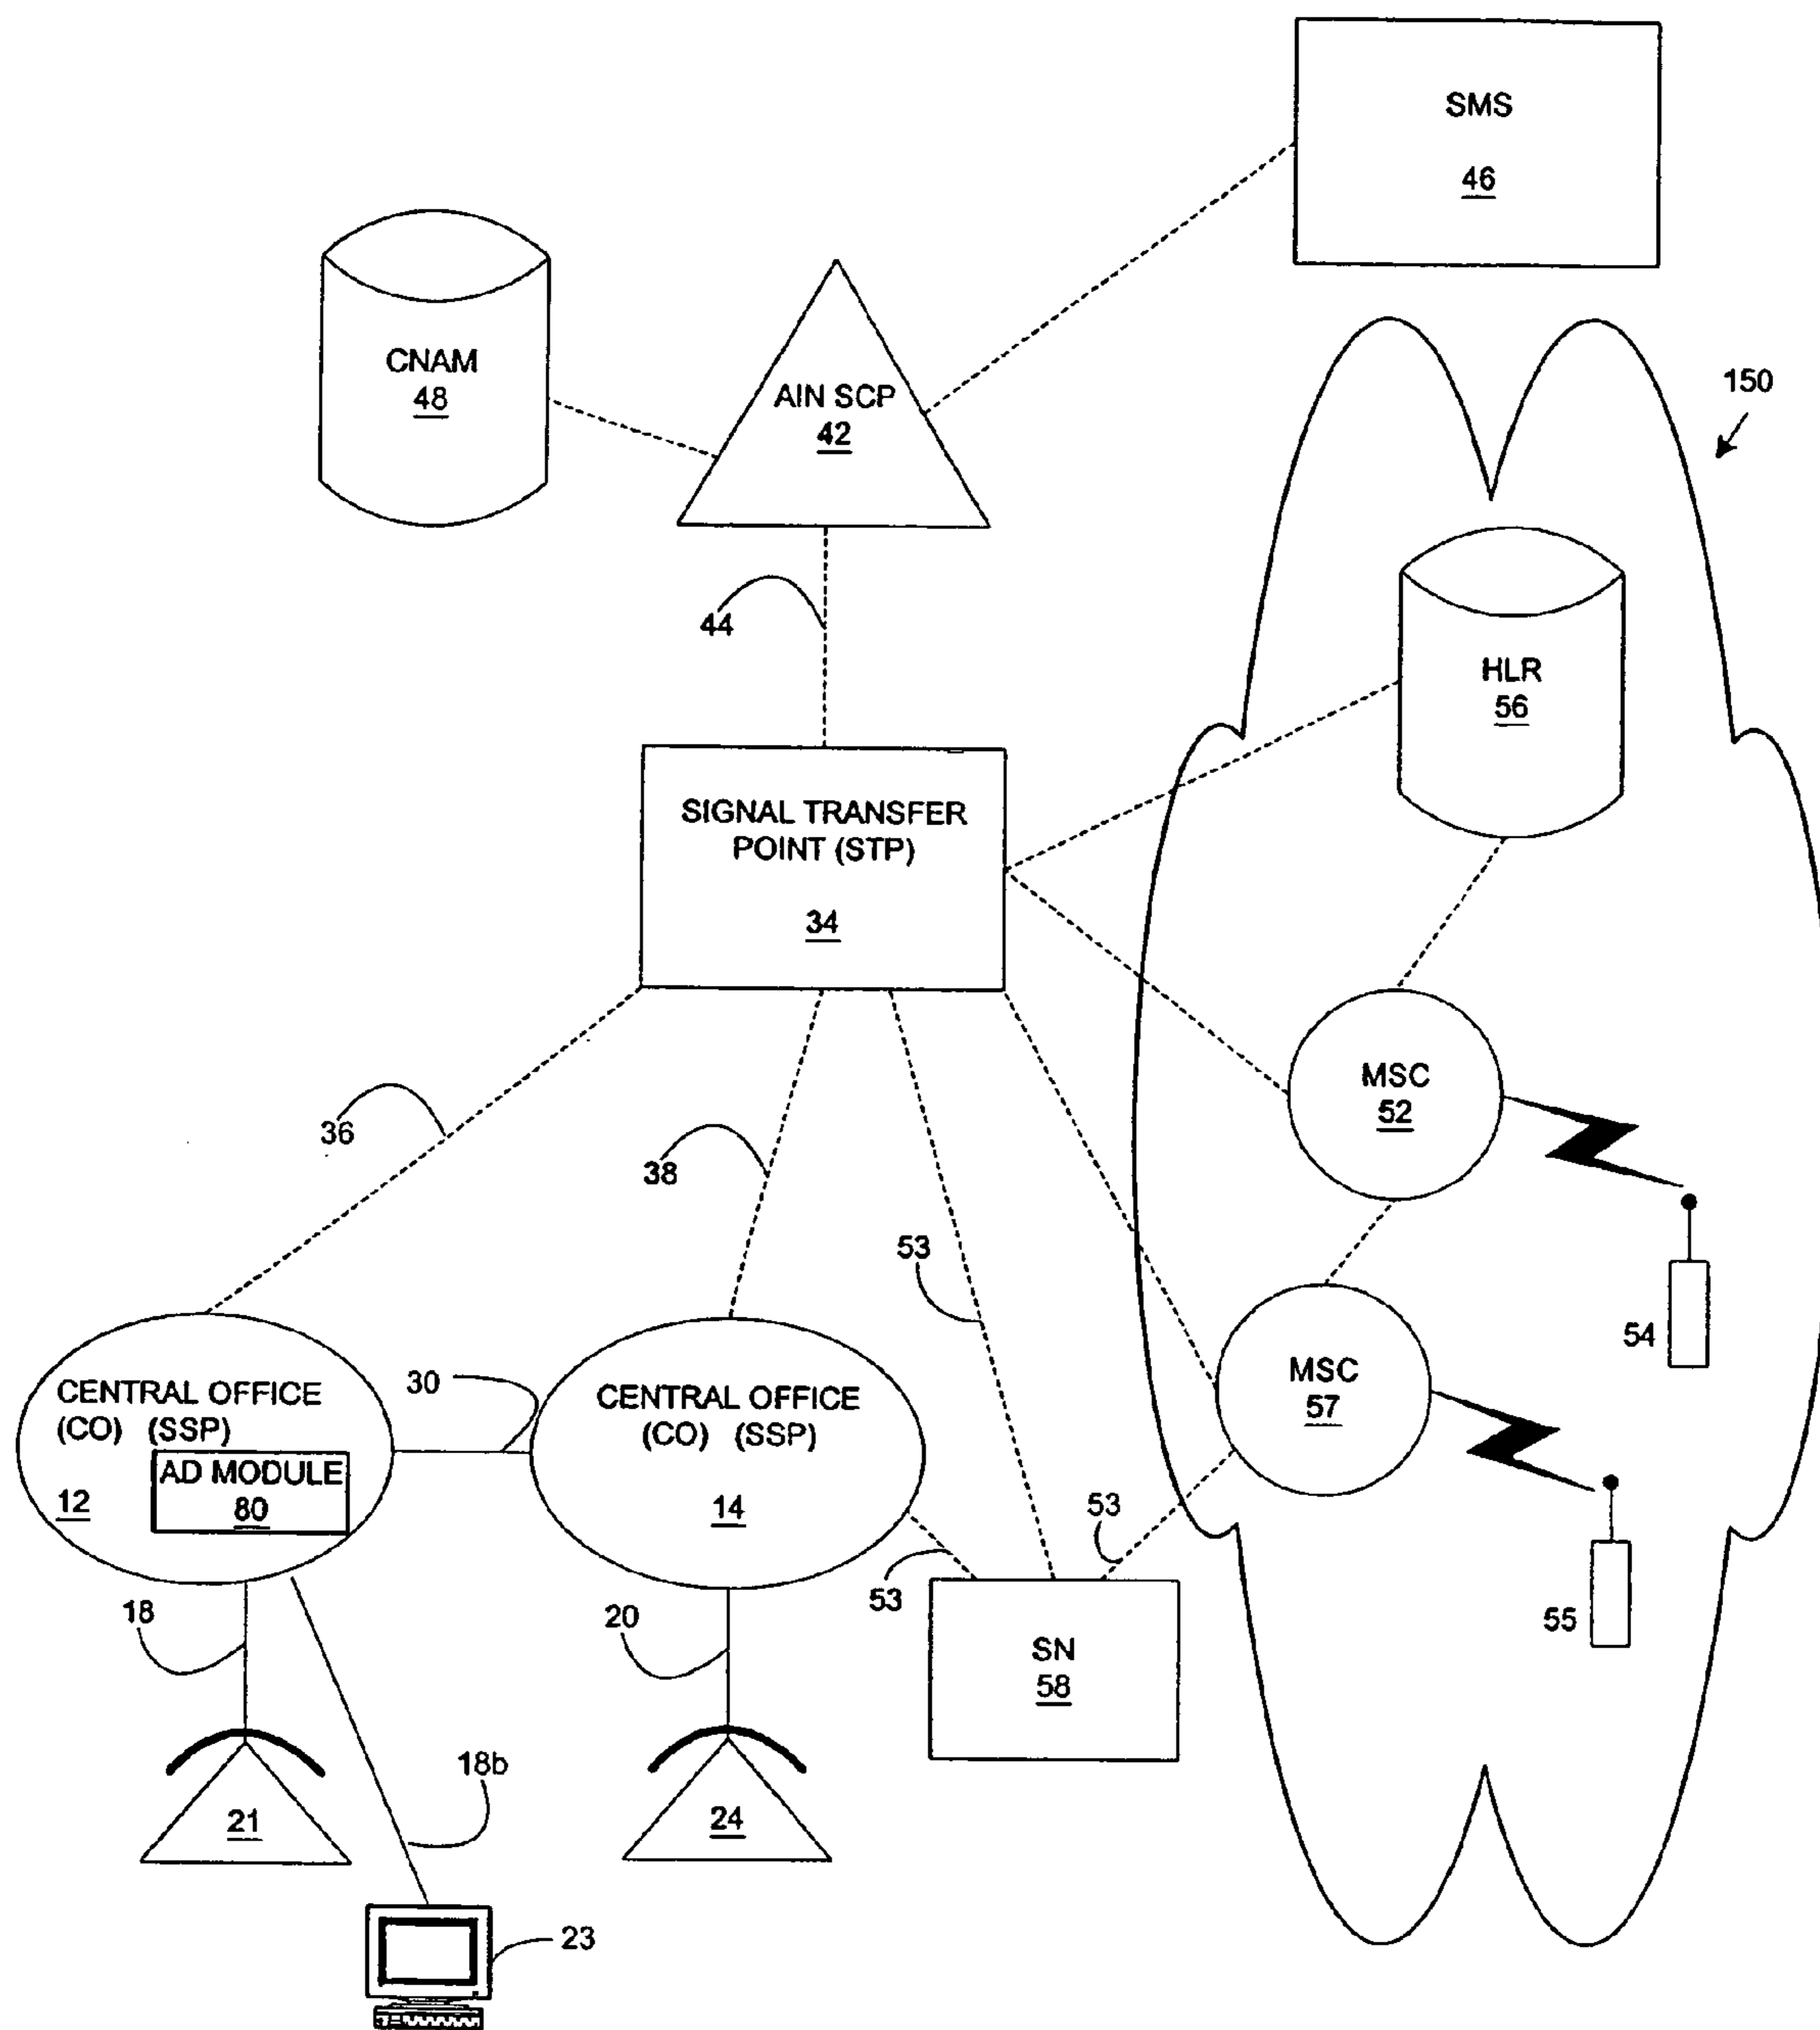 SMS
46
CNAM
48
AIN SCP
42
150
44
HLR
56
SIGNAL TRANSFER
POINT (STP)
34
36
38
MSC
52
53
54
CENTRAL OFFICE
(CO) (SSP)
AD MODULE
80
12
30
CENTRAL OFFICE
(CO) (SSP)
14
MSC
57
53
53
55
18
20
SN
58
21
18b
24
23